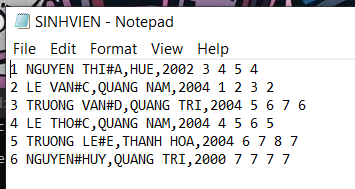 SINHVIEN - Notepad
File Edit Format View Help
1 NGUYEN THI#A,HUE,2002 3 4 5 4
2 LE VAN#C,QUANG NAM,2004 1 2 3 2
3 TRUONG VAN#D,QUANG TRI,2004 5 6 7 6
4 LE THO#C,QUANG NAM,2004 4 5 6 5
5 TRUONG LE#E,THANH HOA,2004 6 7 8 7
6 NGUYEN#HUY,QUANG TRI,2000 7 7 7 7